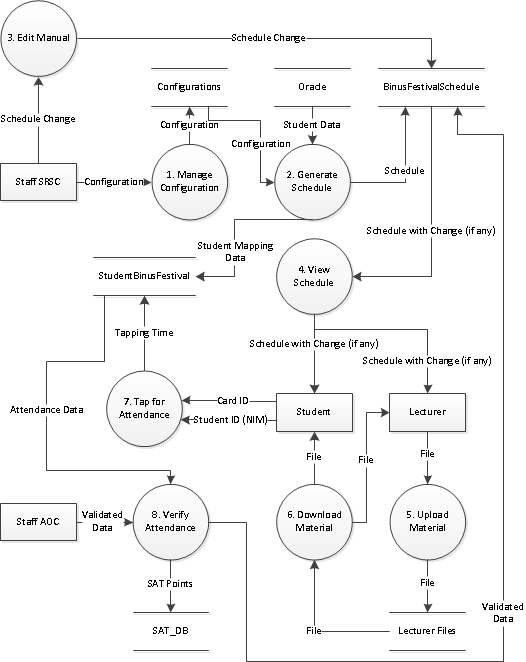 3. Edit Manual
Schedule Change
Configurations
Oracle
BinusFestivalSchedule
Schedule Change
Configuration
Student Data
Configuration
Staff SRSC
Configuration
1. Manage
Configuration
2. Generate
Schedule
Schedule
Schedule with Change (if any)
Student Mapping
Data
StudentBinusFestival
4. View
Schedule
Tapping Time
Schedule with Change (if any)
Schedule with Change (if any)
Attendance Data
7. Tap for
Attendance
Card ID
Student ID (NIM)
Student
Lecturer
File
File
File
Staff AOC
Validated
Data
8. Verify
Attendance
6. Download
Material
5. Upload
Material
SAT Points
File
Validated
Data
SAT_DB
File
Lecturer Files